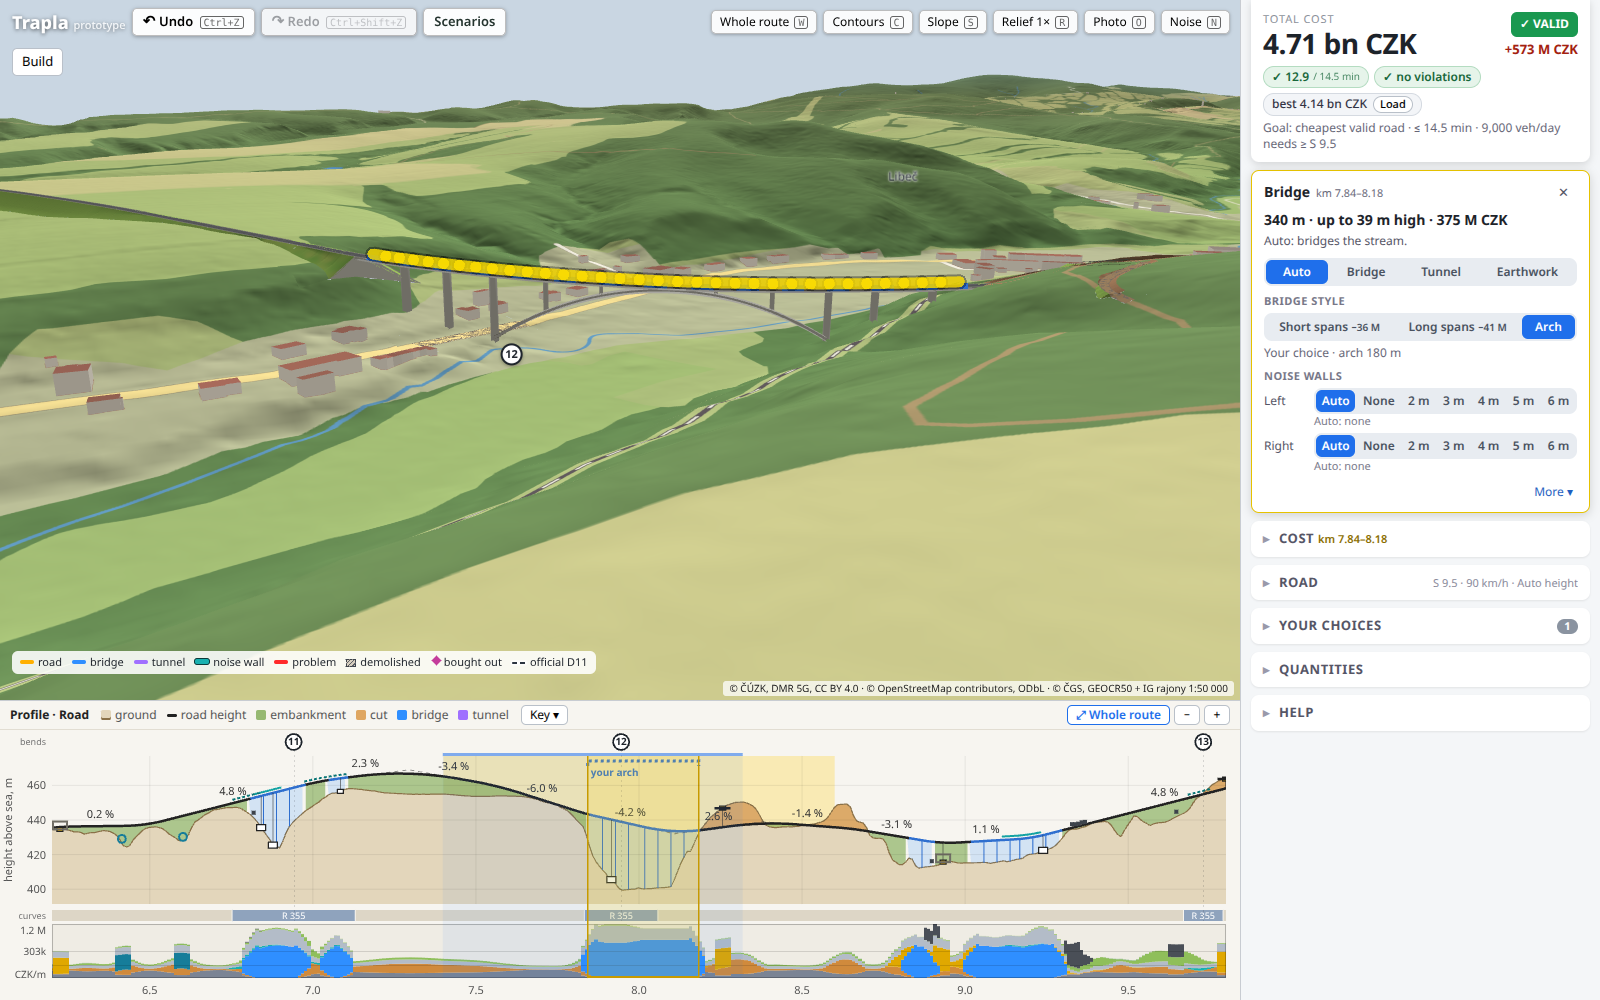 Trapla prototype
Undo Ctrl+Z
Redo Ctrl+Shift+Z
Scenarios
Whole route W
Contours C
Slope S
Relief 1× R
Photo O
Noise N
Build
Libeč
12
road bridge tunnel noise wall problem demolished bought out official D11
© ČÚZK, DMR 5G, CC BY 4.0 · © OpenStreetMap contributors, ODbL · © ČGS, GEOCR50 + IG rajony 1:50 000
TOTAL COST
✓ VALID
4.71 bn CZK
+573 M CZK
✓ 12.9 / 14.5 min
✓ no violations
best 4.14 bn CZK Load
Goal: cheapest valid road · ≤ 14.5 min · 9,000 veh/day
needs ≥ S 9.5
Bridge km 7.84–8.18 ✕
340 m · up to 39 m high · 375 M CZK
Auto: bridges the stream.
Auto Bridge Tunnel Earthwork
BRIDGE STYLE
Short spans −36 M Long spans −41 M Arch
Your choice · arch 180 m
NOISE WALLS
Left Auto None 2 m 3 m 4 m 5 m 6 m
Auto: none
Right Auto None 2 m 3 m 4 m 5 m 6 m
Auto: none
More ▾
▸ COST km 7.84–8.18
▸ ROAD S 9.5 · 90 km/h · Auto height
▸ YOUR CHOICES 1
▸ QUANTITIES
▸ HELP
Profile · Road ground road height embankment cut bridge tunnel Key ▾
Whole route − +
bends 11 12 13
height above sea, m
460
440
420
400
0.2 %
4.8 %
2.3 %
-3.4 %
-6.0 %
your arch
-4.2 %
2.6 %
-1.4 %
-3.1 %
1.1 %
4.8 %
curves R 355 R 355 R 355
1.2 M
303k
CZK/m
6.5 7.0 7.5 8.0 8.5 9.0 9.5